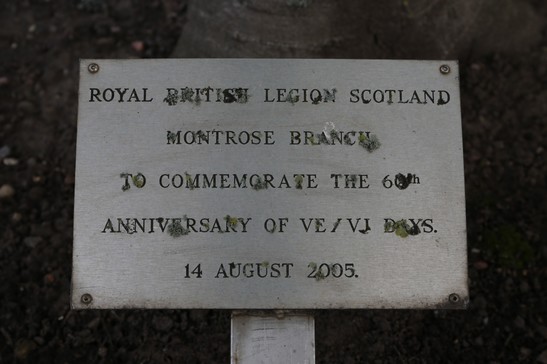 ROYAL BRITISH LEGION SCOTLAND
MONTROSE BRANCH
TO COMMEMORATE THE 60th
ANNIVERSARY OF VE/VJ DAYS.
14 AUGUST 2005.